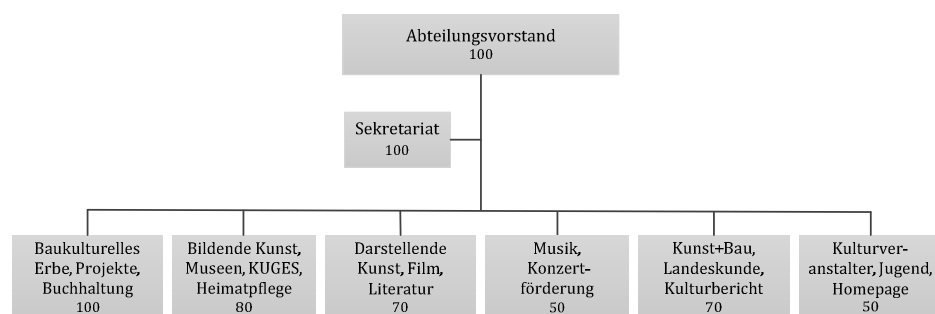 Abteilungsvorstand
100
Sekretariat
100
Baukulturelles
Erbe, Projekte,
Buchhaltung
100
Bildende Kunst,
Museen, KUGES,
Heimatpflege
80
Darstellende
Kunst, Film,
Literatur
70
Musik,
Konzert-
förderung
50
Kunst+Bau,
Landeskunde,
Kulturbericht
70
Kulturver-
anstalter, Jugend,
Homepage
50